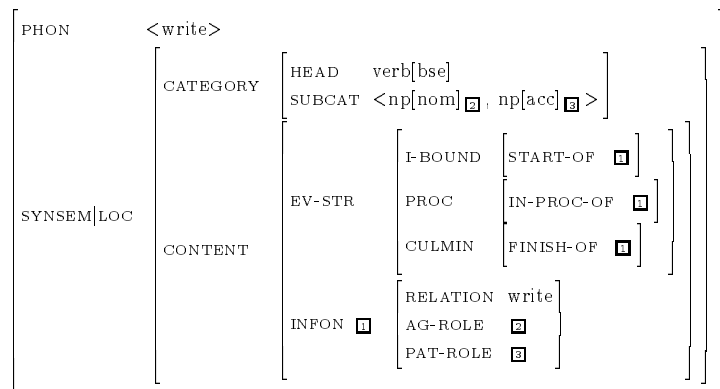 PHON <write>
CATEGORY HEAD verb[bse]
SUBCAT <np[nom] 2 , np[acc] 3 >
I-BOUND START-OF 1
EV-STR PROC IN-PROC-OF 1
SYNSEM|LOC
CULMIN FINISH-OF 1
CONTENT
RELATION write
INFON 1 AG-ROLE 2
PAT-ROLE 3